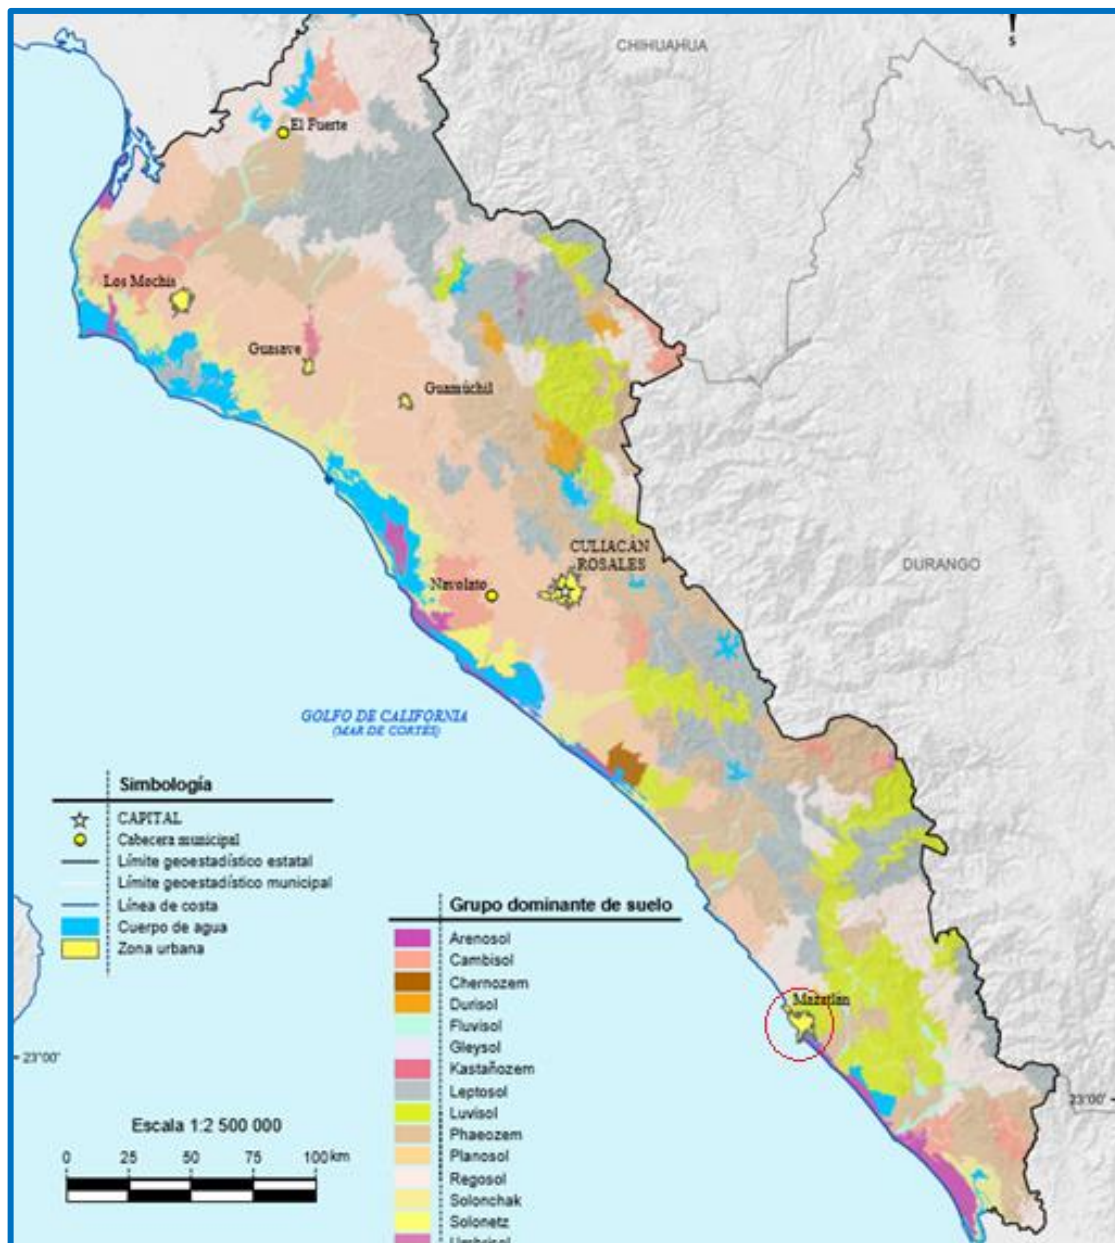 CHIHUAHUA
S
El Fuerte
Los Mochis
Guasave
Guamúchil
CULIACÁN
ROSALES
DURANGO
Navolato
GOLFO DE CALIFORNIA
(MAR DE CORTÉS)
Mazatlán
23°00'
23°00'
Simbología
CAPITAL
Cabecera municipal
Límite geoestadístico estatal
Límite geoestadístico municipal
Línea de costa
Cuerpo de agua
Zona urbana
Escala 1:2 500 000
0 25 50 75 100 km
Grupo dominante de suelo
Arenosol
Cambisol
Chernozem
Durisol
Fluvisol
Gleysol
Kastañozem
Leptosol
Luvisol
Phaeozem
Planosol
Regosol
Solonchak
Solonetz
Umbrisol